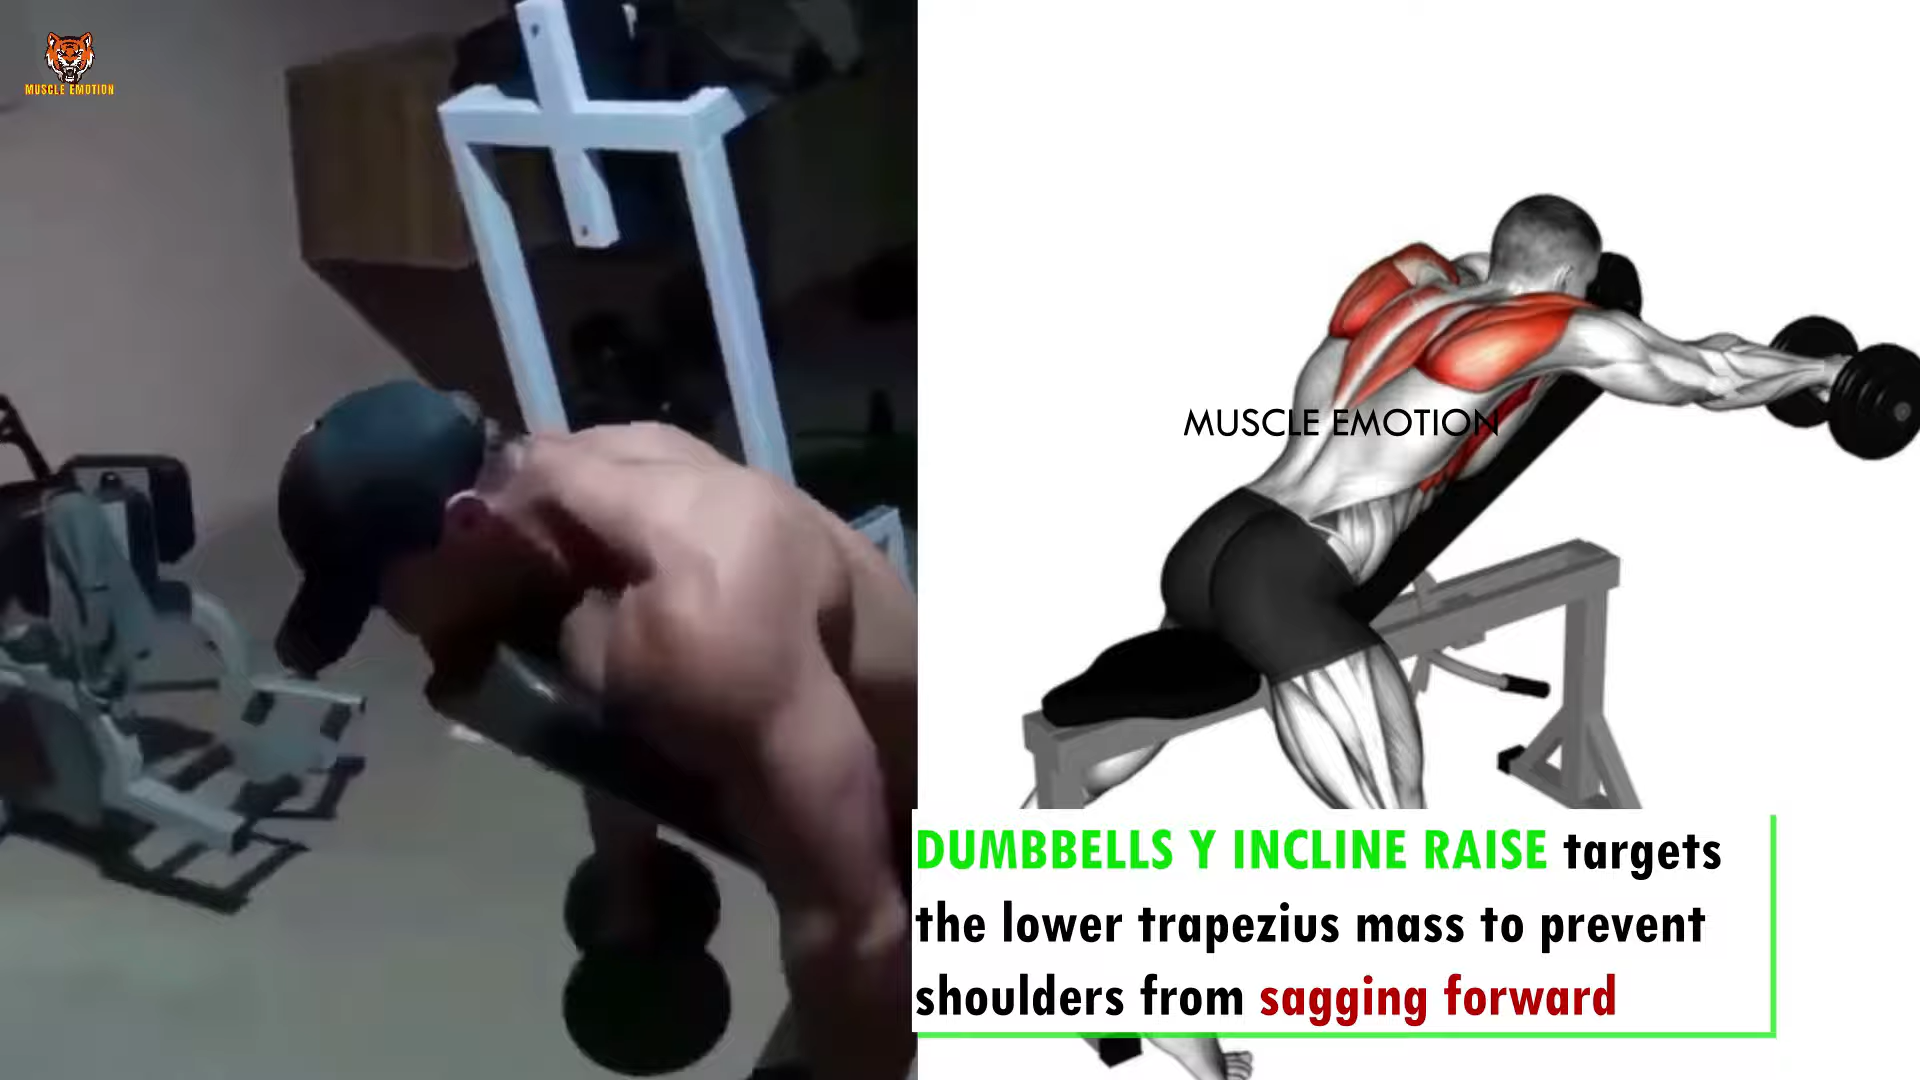 MUSCLE EMOTION
MUSCLE EMOTION
DUMBBELLS Y INCLINE RAISE targets
the lower trapezius mass to prevent
shoulders from sagging forward